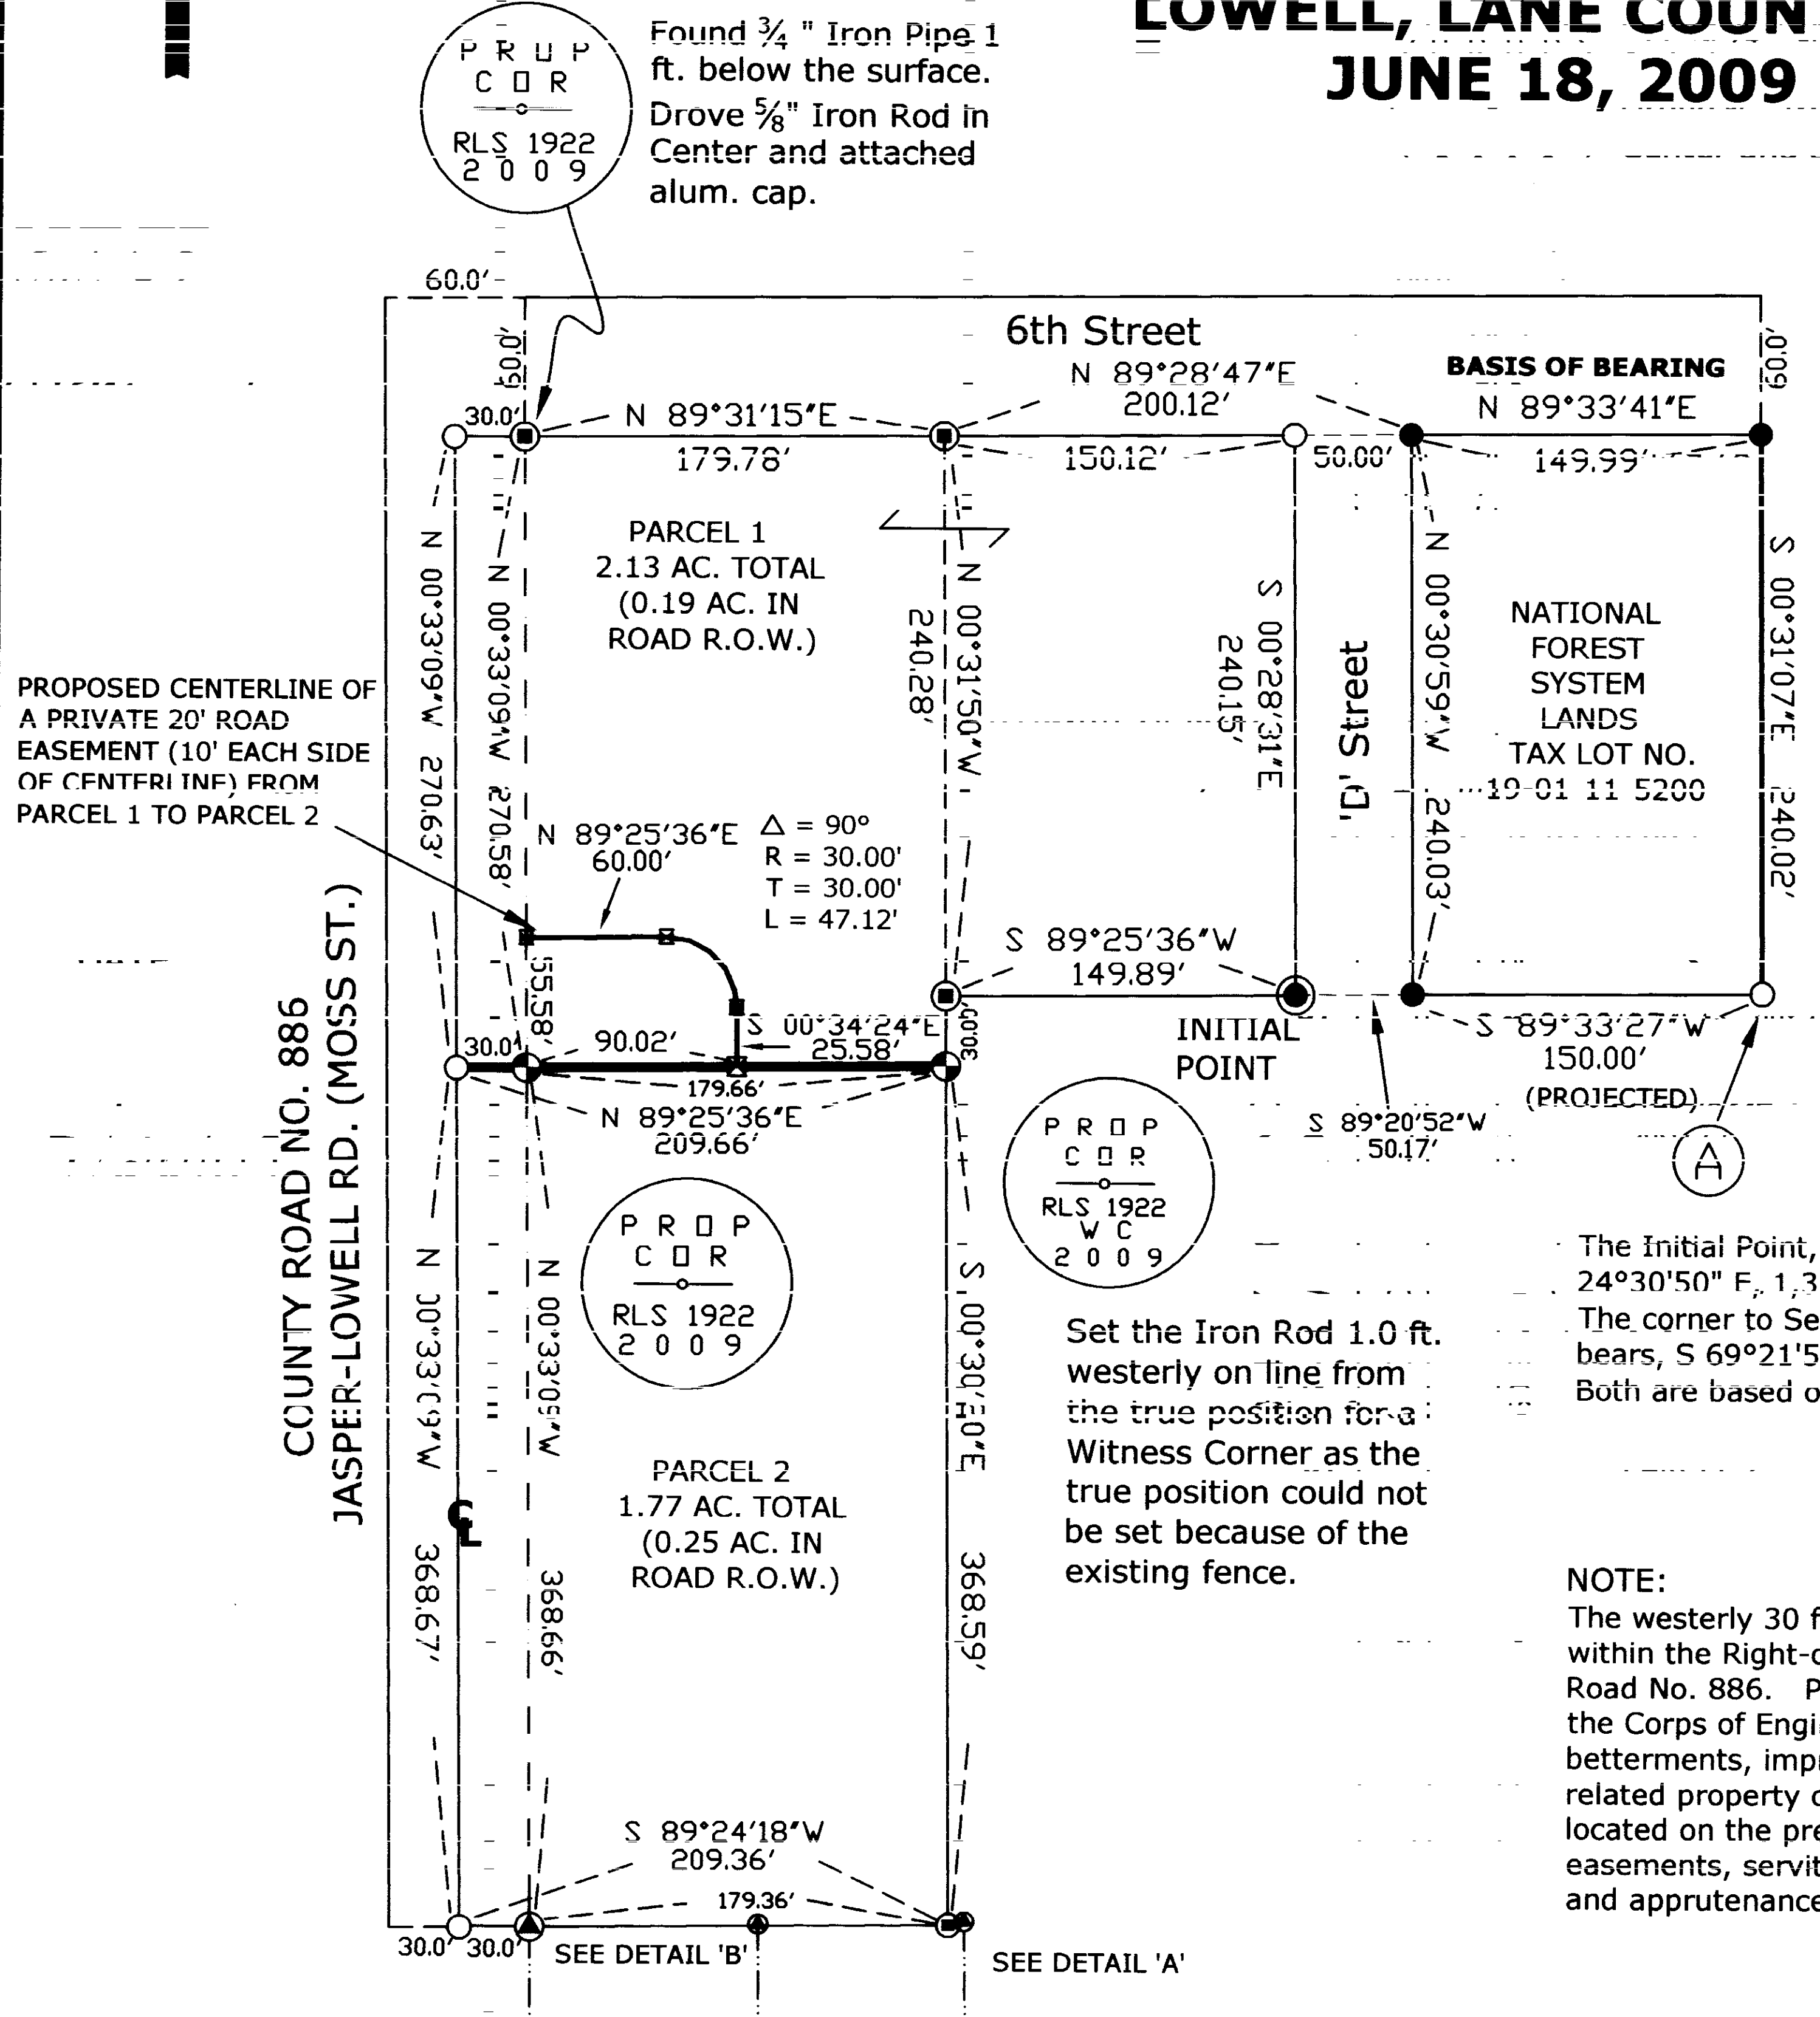 LOWELL, LANE COUN
JUNE 18, 2009
PROP
COR
RLS 1922
2009
Found ¾ " Iron Pipe 1
ft. below the surface.
Drove ⅝" Iron Rod in
Center and attached
alum. cap.
60.0'
60.0'
6th Street
BASIS OF BEARING
60.0'
30.0'
N 89°31'15"E
179.78'
N 89°28'47"E
200.12'
150.12'
50.00'
N 89°33'41"E
149.99'
PARCEL 1
2.13 AC. TOTAL
(0.19 AC. IN
ROAD R.O.W.)
N 00°33'09"W 270.63'
N 00°33'09"W 270.58'
N 00°31'50"W
240.28'
S 00°28'31"E
240.15'
'D' Street
N 00°30'59"W 240.03'
NATIONAL
FOREST
SYSTEM
LANDS
TAX LOT NO.
19 01 11 5200
S 00°31'07"E 240.02'
PROPOSED CENTERLINE OF
A PRIVATE 20' ROAD
EASEMENT (10' EACH SIDE
OF CENTERLINE) FROM
PARCEL 1 TO PARCEL 2
N 89°25'36"E
60.00'
Δ = 90°
R = 30.00'
T = 30.00'
L = 47.12'
55.58'
S 89°25'36"W
149.89'
30.0'
90.02'
S 00°34'24"E
25.58'
30.00'
179.66'
N 89°25'36"E
209.66'
INITIAL
POINT
S 89°33'27"W
150.00'
(PROJECTED)
S 89°20'52"W
50.17'
A
COUNTY ROAD NO. 886
JASPER-LOWELL RD. (MOSS ST.)
PROP
COR
RLS 1922
2009
PROP
COR
RLS 1922
WC
2009
Set the Iron Rod 1.0 ft.
westerly on line from
the true position for a
Witness Corner as the
true position could not
be set because of the
existing fence.
The Initial Point,
24°30'50" E, 1,3
The corner to Se
bears, S 69°21'5
Both are based o
N 00°33'09"W 368.67'
N 00°33'09"W 368.66'
CL
PARCEL 2
1.77 AC. TOTAL
(0.25 AC. IN
ROAD R.O.W.)
S 00°30'E 368.59'
NOTE:
The westerly 30 f
within the Right-o
Road No. 886. P
the Corps of Engi
betterments, impr
related property o
located on the pre
easements, servit
and apprutenance
S 89°24'18"W
209.36'
179.36'
30.0' 30.0'
SEE DETAIL 'B'
SEE DETAIL 'A'